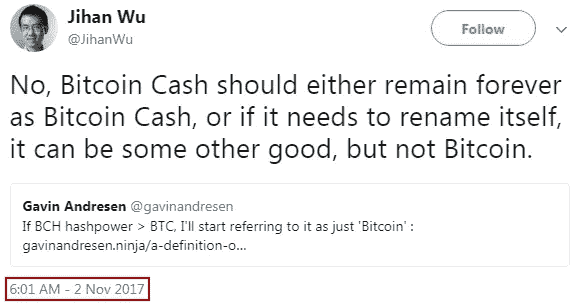 Jihan Wu
@JihanWu
Follow
No, Bitcoin Cash should either remain forever
as Bitcoin Cash, or if it needs to rename itself,
it can be some other good, but not Bitcoin.
Gavin Andresen @gavinandresen
If BCH hashpower > BTC, I'll start referring to it as just 'Bitcoin' :
gavinandresen.ninja/a-definition-o...
6:01 AM - 2 Nov 2017